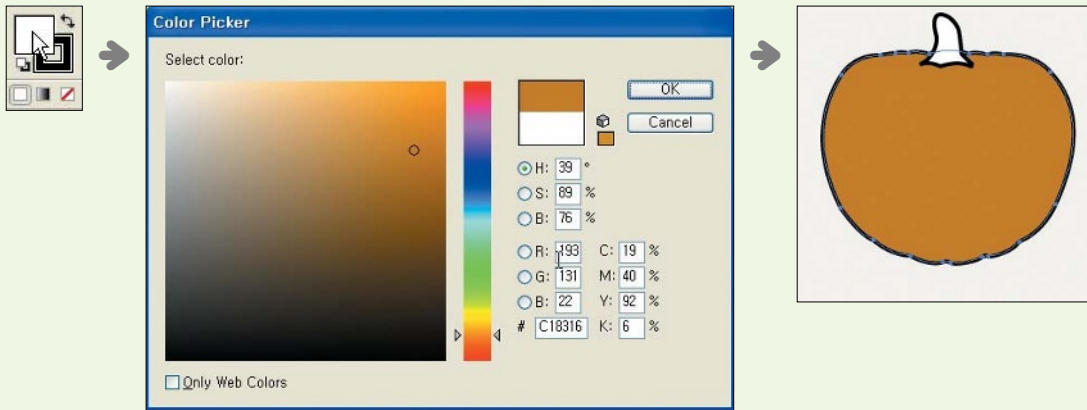 Color Picker
Select color:
OK
Cancel
H: 39 °
S: 89 %
B: 76 %
R: 193 C: 19 %
G: 131 M: 40 %
B: 22 Y: 92 %
# C18316 K: 6 %
Only Web Colors